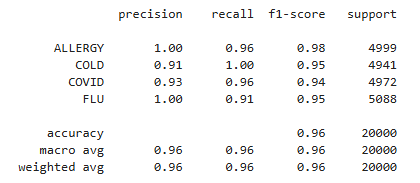 precision recall f1-score support
ALLERGY 1.00 0.96 0.98 4999
COLD 0.91 1.00 0.95 4941
COVID 0.93 0.96 0.94 4972
FLU 1.00 0.91 0.95 5088
accuracy 0.96 20000
macro avg 0.96 0.96 0.96 20000
weighted avg 0.96 0.96 0.96 20000